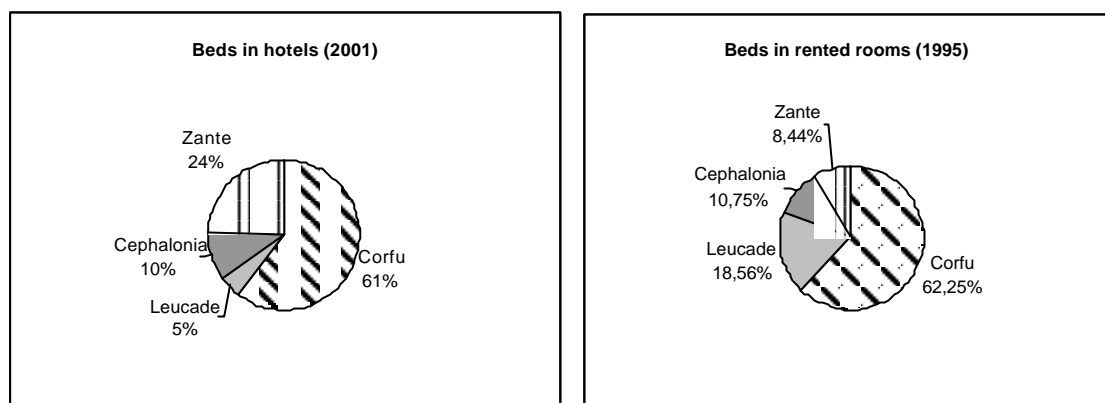 Beds in hotels (2001)
Zante
24%
Cephalonia
10%
Leucade
5%
Corfu
61%
Beds in rented rooms (1995)
Zante
8,44%
Cephalonia
10,75%
Leucade
18,56%
Corfu
62,25%